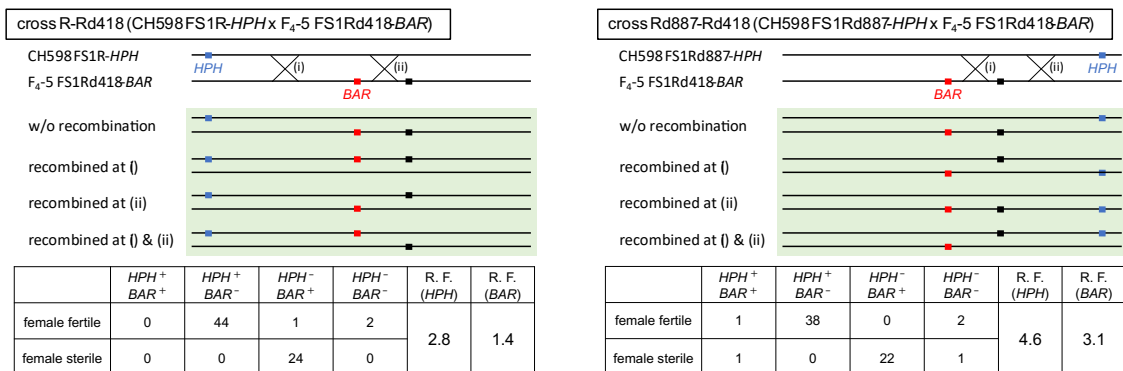 cross R-Rd418 (CH598 FS1R-HPH x F₄-5 FS1Rd418-BAR)
CH598 FS1R-HPH
HPH
(i)
(ii)
F₄-5 FS1Rd418-BAR
BAR
w/o recombination
recombined at (i)
recombined at (ii)
recombined at (i) & (ii)
HPH⁺ BAR⁺ HPH⁺ BAR⁻ HPH⁻ BAR⁺ HPH⁻ BAR⁻ R. F. (HPH) R. F. (BAR)
female fertile 0 44 1 2 2.8 1.4
female sterile 0 0 24 0
cross Rd887-Rd418 (CH598 FS1Rd887-HPH x F₄-5 FS1Rd418-BAR)
CH598 FS1Rd887-HPH
(i)
(ii)
HPH
F₄-5 FS1Rd418-BAR
BAR
w/o recombination
recombined at (i)
recombined at (ii)
recombined at (i) & (ii)
HPH⁺ BAR⁺ HPH⁺ BAR⁻ HPH⁻ BAR⁺ HPH⁻ BAR⁻ R. F. (HPH) R. F. (BAR)
female fertile 1 38 0 2 4.6 3.1
female sterile 1 0 22 1